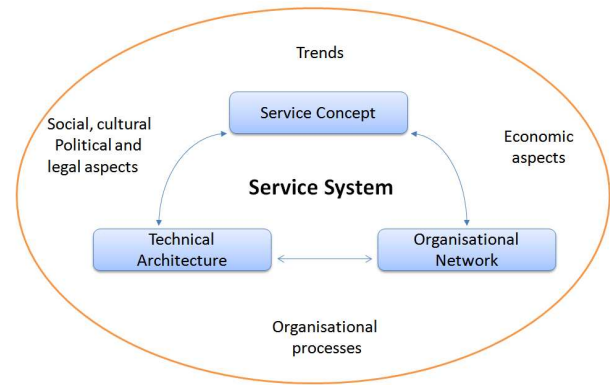 Trends
Service Concept
Social, cultural
Political and
legal aspects
Economic
aspects
Service System
Technical
Architecture
Organisational
Network
Organisational
processes